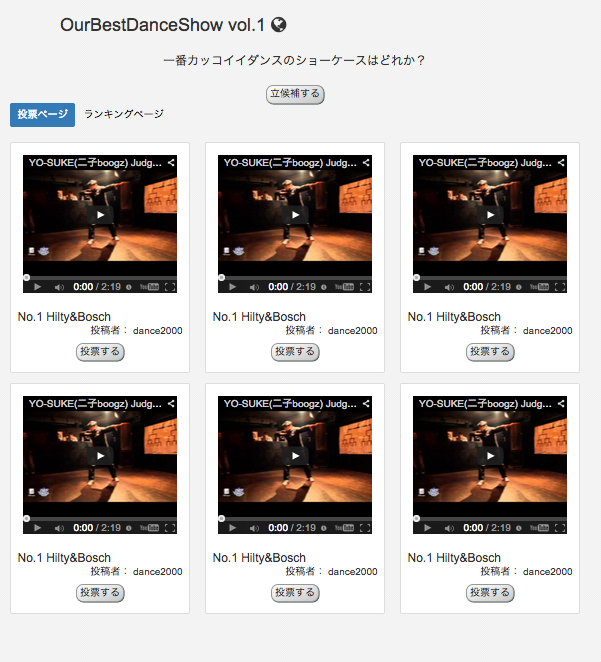 OurBestDanceShow vol.1
一番カッコイイダンスのショーケースはどれか？
立候補する
投票ページ ランキングページ
YO-SUKE(二子boogz) Judg... YO-SUKE(二子boogz) Judg... YO-SUKE(二子boogz) Judg...
0:00 / 2:19 YouTube 0:00 / 2:19 YouTube 0:00 / 2:19 YouTube
No.1 Hilty&Bosch No.1 Hilty&Bosch No.1 Hilty&Bosch
投稿者： dance2000 投稿者： dance2000 投稿者： dance2000
投票する 投票する 投票する
YO-SUKE(二子boogz) Judg... YO-SUKE(二子boogz) Judg... YO-SUKE(二子boogz) Judg...
0:00 / 2:19 YouTube 0:00 / 2:19 YouTube 0:00 / 2:19 YouTube
No.1 Hilty&Bosch No.1 Hilty&Bosch No.1 Hilty&Bosch
投稿者： dance2000 投稿者： dance2000 投稿者： dance2000
投票する 投票する 投票する